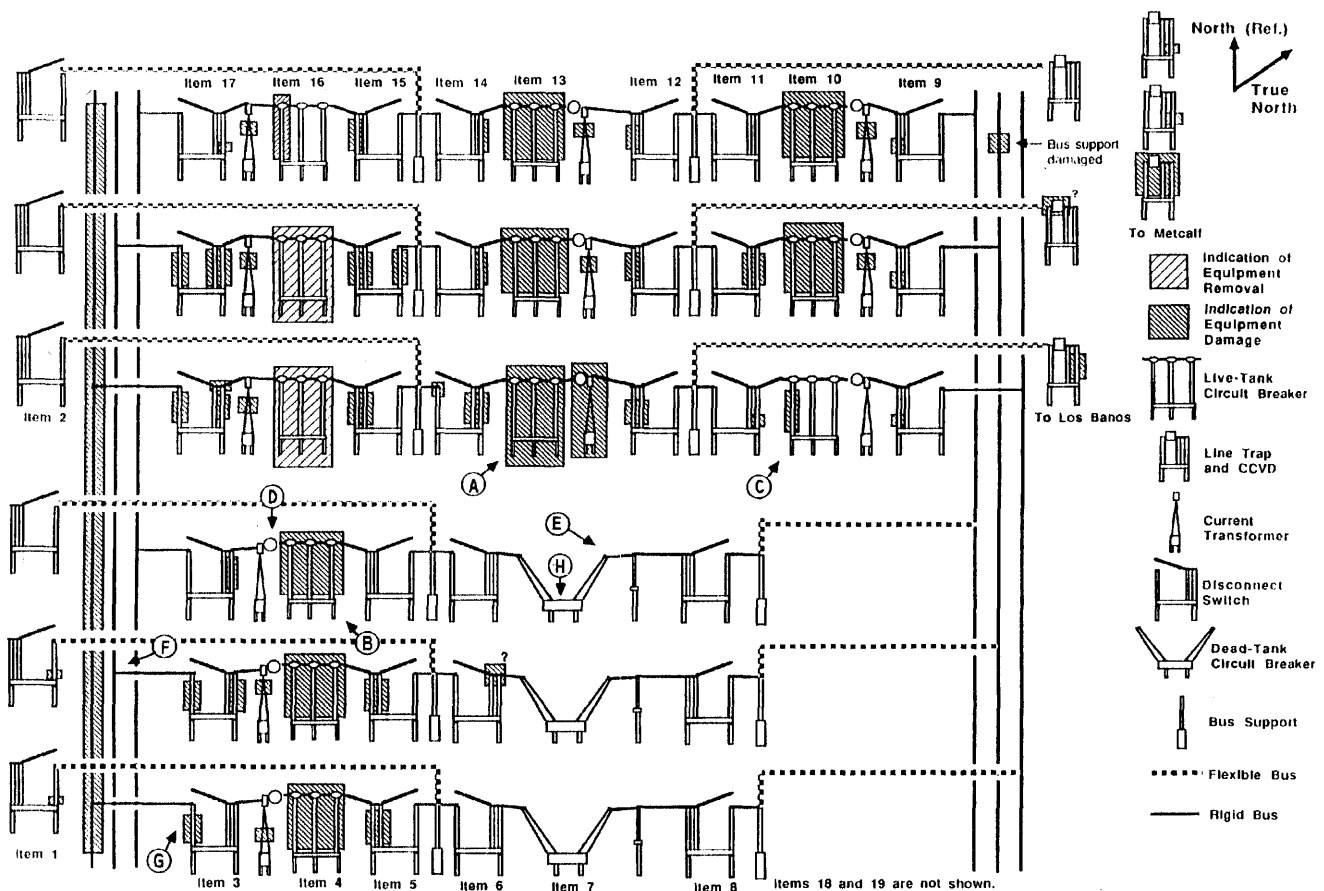 North (Ref.)
True
North
Item 17
Item 16
Item 15
Item 14
Item 13
Item 12
Item 11
Item 10
Item 9
Bus support
damaged
?
To Metcalf
Indication of
Equipment
Removal
Indication of
Equipment
Damage
Item 2
To Los Banos
Live-Tank
Circuit Breaker
A
C
Line Trap
and CCVD
D
E
H
Current
Transformer
B
Disconnect
Switch
F
?
Dead-Tank
Circuit Breaker
Bus Support
Flexible Bus
Rigid Bus
G
Item 1
Item 3
Item 4
Item 5
Item 6
Item 7
Item 8
Items 18 and 19 are not shown.